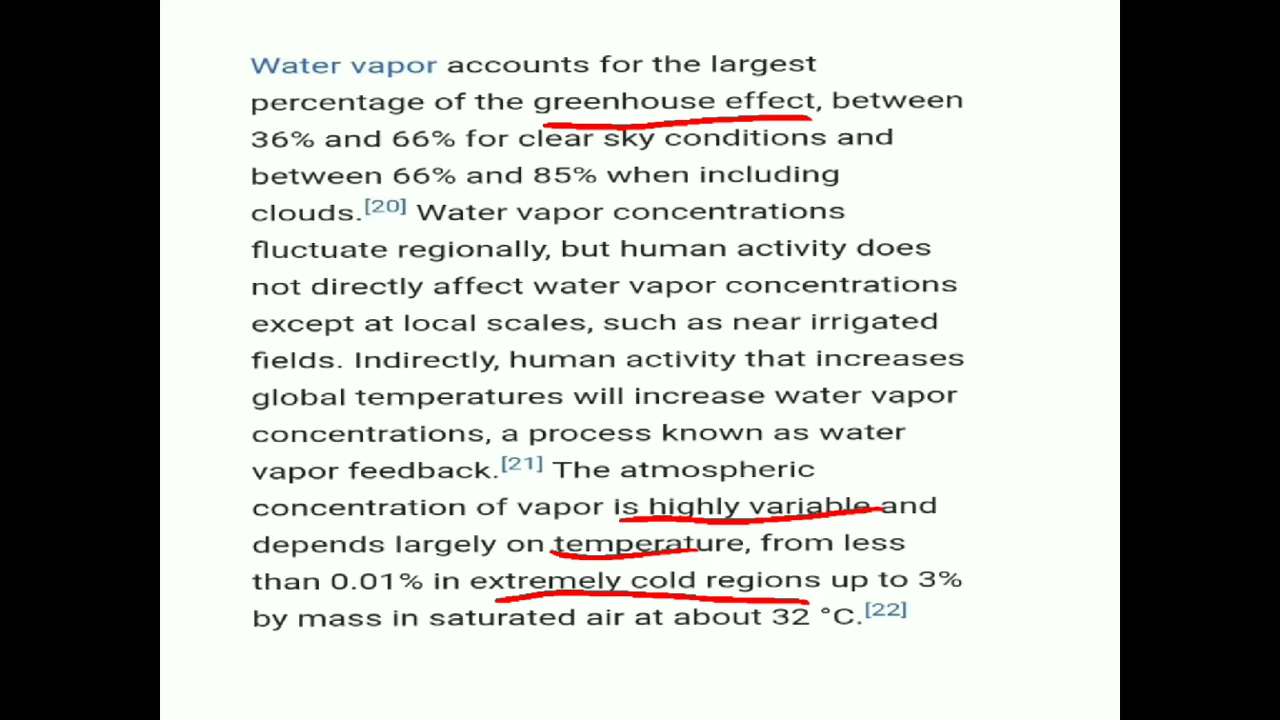 Water vapor accounts for the largest
percentage of the greenhouse effect, between
36% and 66% for clear sky conditions and
between 66% and 85% when including
clouds.[20] Water vapor concentrations
fluctuate regionally, but human activity does
not directly affect water vapor concentrations
except at local scales, such as near irrigated
fields. Indirectly, human activity that increases
global temperatures will increase water vapor
concentrations, a process known as water
vapor feedback.[21] The atmospheric
concentration of vapor is highly variable and
depends largely on temperature, from less
than 0.01% in extremely cold regions up to 3%
by mass in saturated air at about 32 °C.[22]